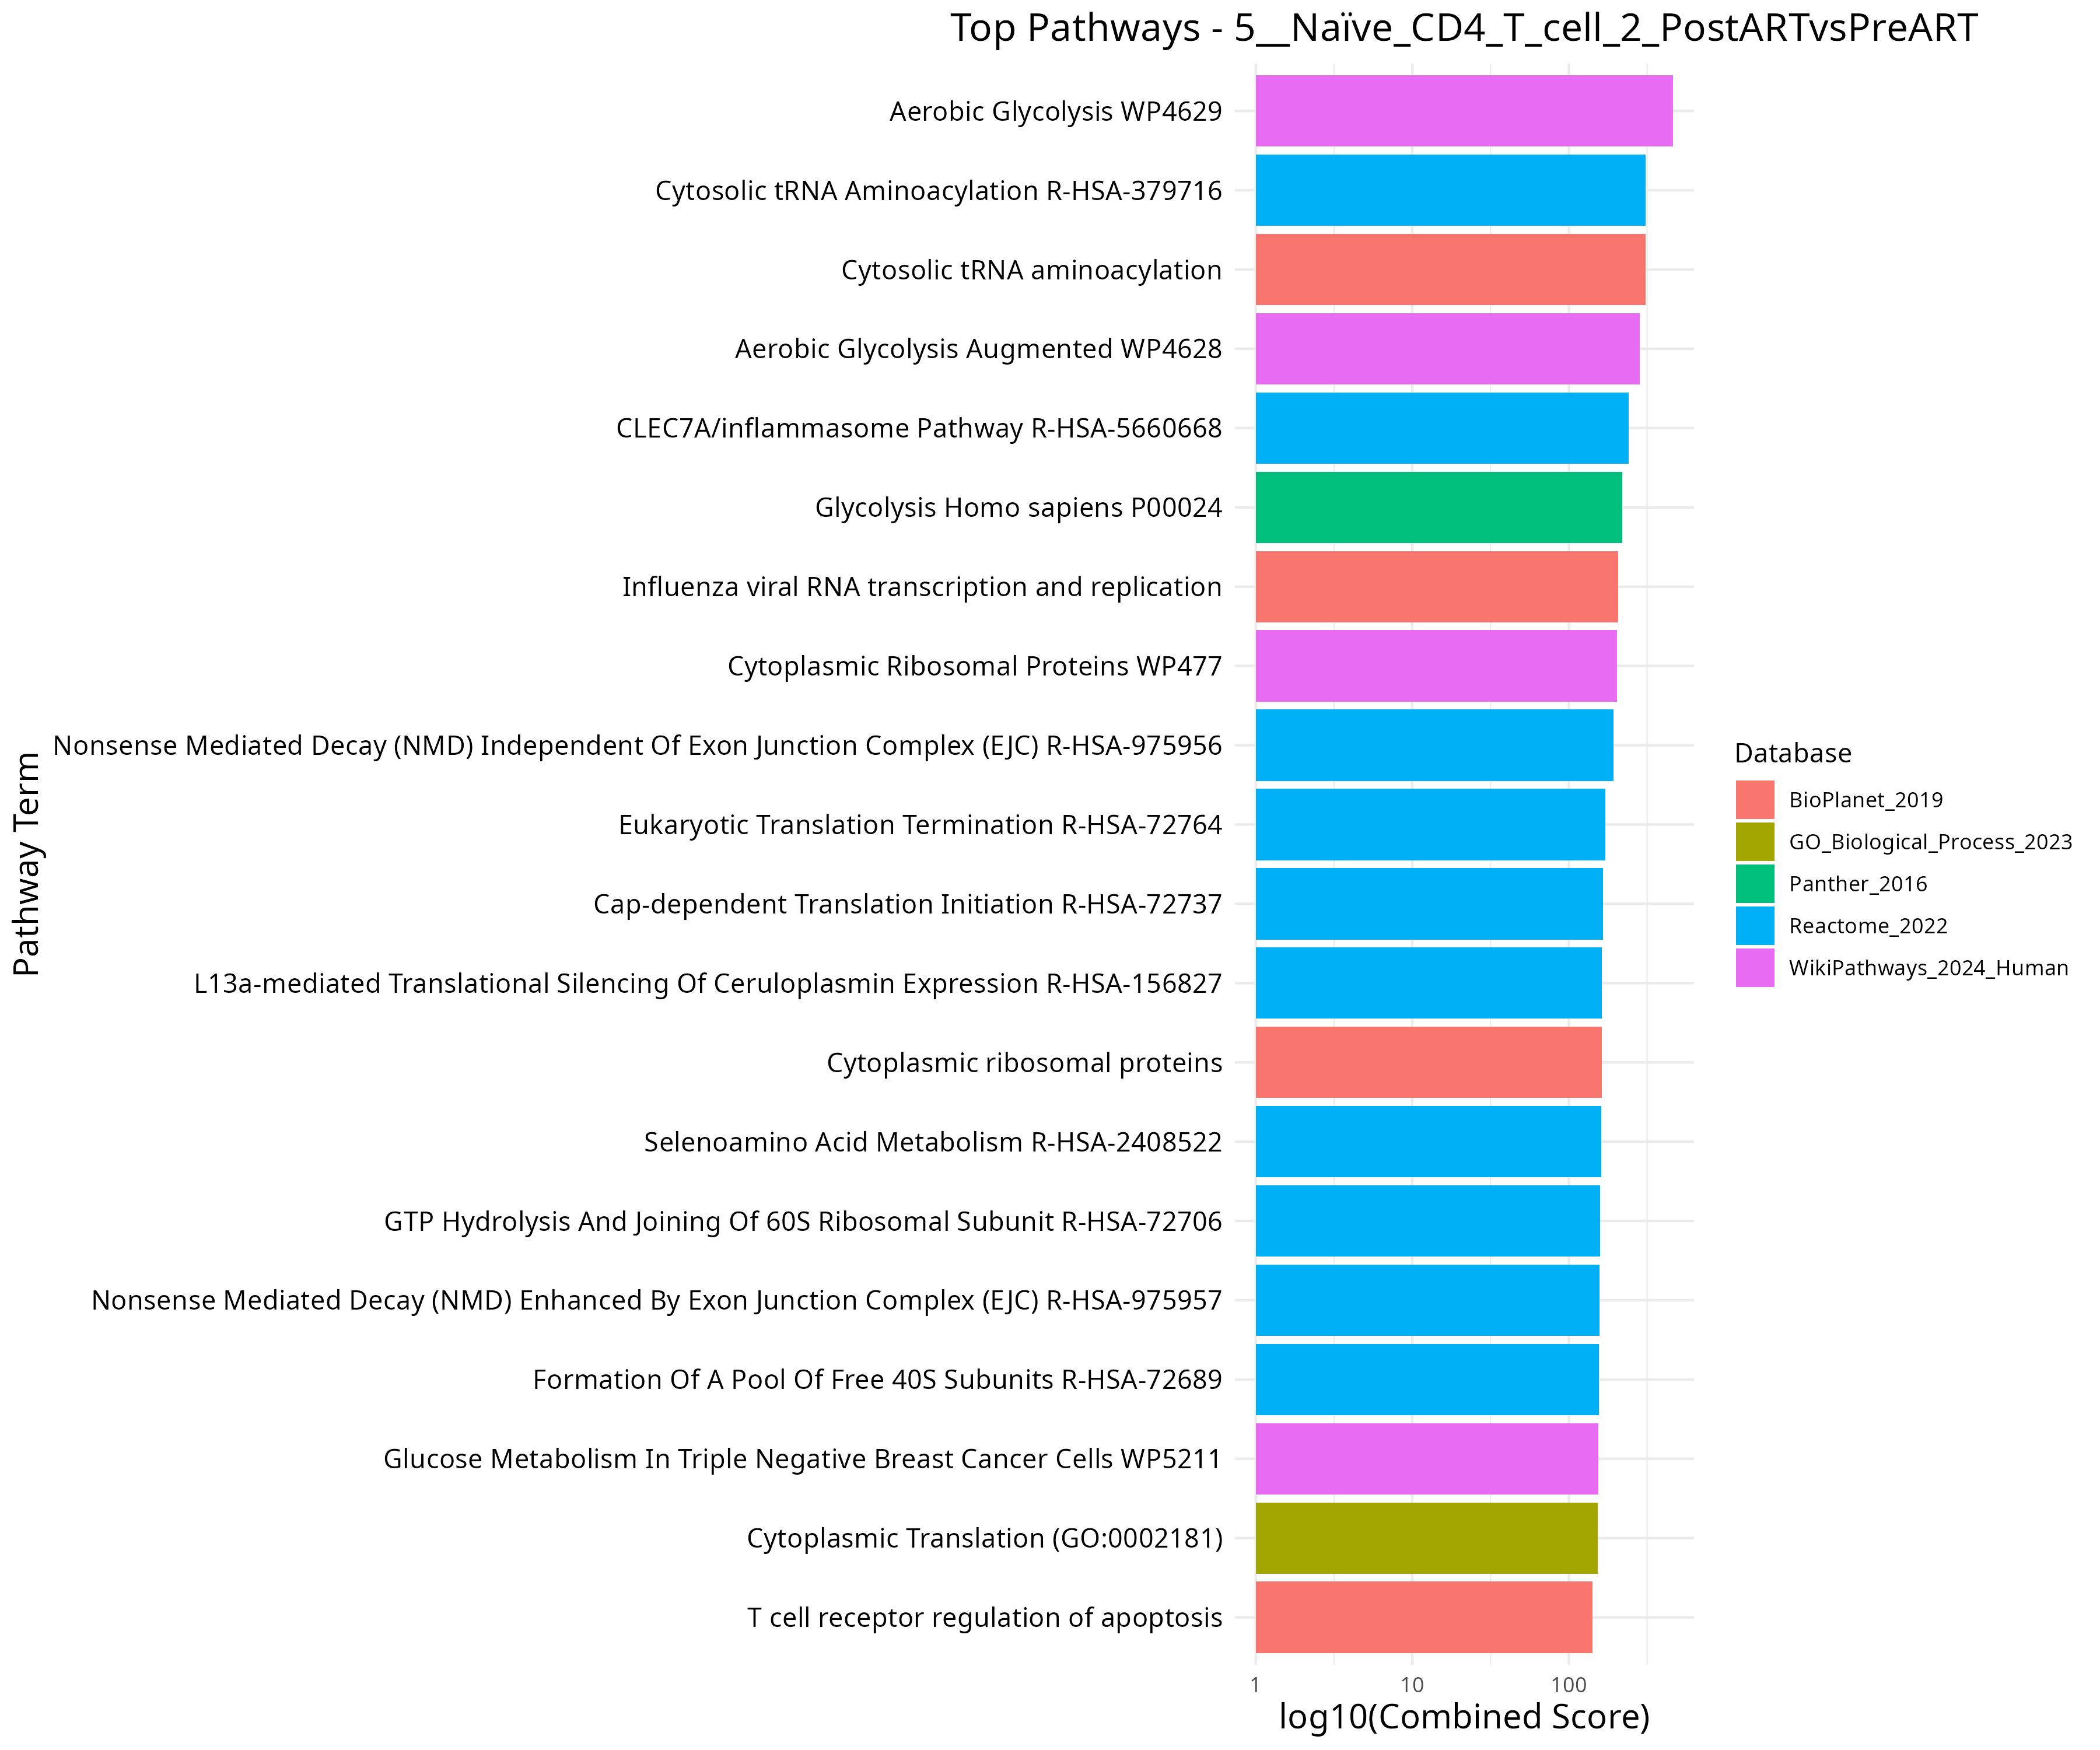 Top Pathways - 5__Naïve_CD4_T_cell_2_PostARTvsPreART
Pathway Term
Aerobic Glycolysis WP4629
Cytosolic tRNA Aminoacylation R-HSA-379716
Cytosolic tRNA aminoacylation
Aerobic Glycolysis Augmented WP4628
CLEC7A/inflammasome Pathway R-HSA-5660668
Glycolysis Homo sapiens P00024
Influenza viral RNA transcription and replication
Cytoplasmic Ribosomal Proteins WP477
Nonsense Mediated Decay (NMD) Independent Of Exon Junction Complex (EJC) R-HSA-975956
Eukaryotic Translation Termination R-HSA-72764
Cap-dependent Translation Initiation R-HSA-72737
L13a-mediated Translational Silencing Of Ceruloplasmin Expression R-HSA-156827
Cytoplasmic ribosomal proteins
Selenoamino Acid Metabolism R-HSA-2408522
GTP Hydrolysis And Joining Of 60S Ribosomal Subunit R-HSA-72706
Nonsense Mediated Decay (NMD) Enhanced By Exon Junction Complex (EJC) R-HSA-975957
Formation Of A Pool Of Free 40S Subunits R-HSA-72689
Glucose Metabolism In Triple Negative Breast Cancer Cells WP5211
Cytoplasmic Translation (GO:0002181)
T cell receptor regulation of apoptosis
1 10 100
log10(Combined Score)
Database
BioPlanet_2019
GO_Biological_Process_2023
Panther_2016
Reactome_2022
WikiPathways_2024_Human